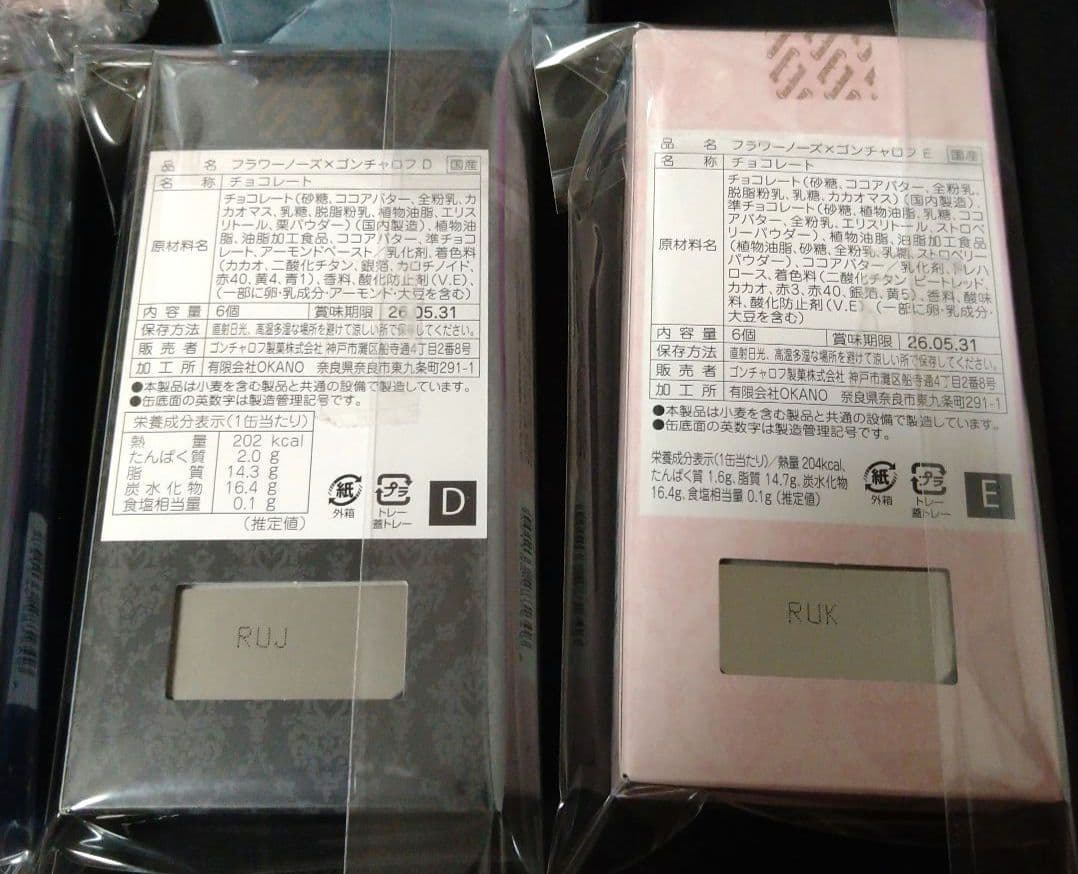 品名 フラワーノーズ×ゴンチャロフ D 国産
名称 チョコレート
原材料名
チョコレート(砂糖、ココアバター、全粉乳、カ
カオマス、乳糖、脱脂粉乳、植物油脂、エリス
リトール、栗パウダー)(国内製造)、植物油
脂、油脂加工食品、ココアバター、準チョコ
レート、アーモンドペースト/乳化剤、着色料
(カカオ、二酸化チタン、銀箔、カロチノイド、
赤40、黄4、青1)、香料、酸化防止剤(V.E)、
(一部に卵・乳成分・アーモンド・大豆を含む)
内容量 6個 賞味期限 26.05.31
保存方法 直射日光、高温多湿な場所を避けて涼しい所で保存してください。
販売者 ゴンチャロフ製菓株式会社 神戸市灘区船寺通4丁目2番8号
加工所 有限会社OKANO 奈良県奈良市東九条町291-1
●本製品は小麦を含む製品と共通の設備で製造しています。
●缶底面の英数字は製造管理記号です。
栄養成分表示(1缶当たり)
熱量 202 kcal
たんぱく質 2.0 g
脂質 14.3 g
炭水化物 16.4 g
食塩相当量 0.1 g
(推定値)
紙
外箱
プラ
トレー
蓋トレー
D
RUJ
品名 フラワーノーズ×ゴンチャロフ E 国産
名称 チョコレート
原材料名
チョコレート(砂糖、ココアバター、全粉乳、
脱脂粉乳、乳糖、カカオマス)(国内製造)、
準チョコレート(砂糖、植物油脂、乳糖、ココ
アバター、全粉乳、エリスリトール、ストロベ
リーパウダー)、植物油脂、油脂加工食品
(植物油脂、砂糖、全粉乳、乳糖、ストロベリー
パウダー)、ココアバター/乳化剤、トレハ
ロース、着色料(二酸化チタン、ビートレッド、
カカオ、赤3、赤40、銀箔、黄5)、香料、酸味
料、酸化防止剤(V.E)、(一部に卵・乳成分・
大豆を含む)
内容量 6個 賞味期限 26.05.31
保存方法 直射日光、高温多湿な場所を避けて涼しい所で保存してください。
販売者 ゴンチャロフ製菓株式会社 神戸市灘区船寺通4丁目2番8号
加工所 有限会社OKANO 奈良県奈良市東九条町291-1
●本製品は小麦を含む製品と共通の設備で製造しています。
●缶底面の英数字は製造管理記号です。
栄養成分表示(1缶当たり)/熱量 204kcal、
たんぱく質 1.6g、脂質 14.7g、炭水化物
16.4g、食塩相当量 0.1g (推定値)
紙
外箱
プラ
トレー
蓋トレー
E
RUK